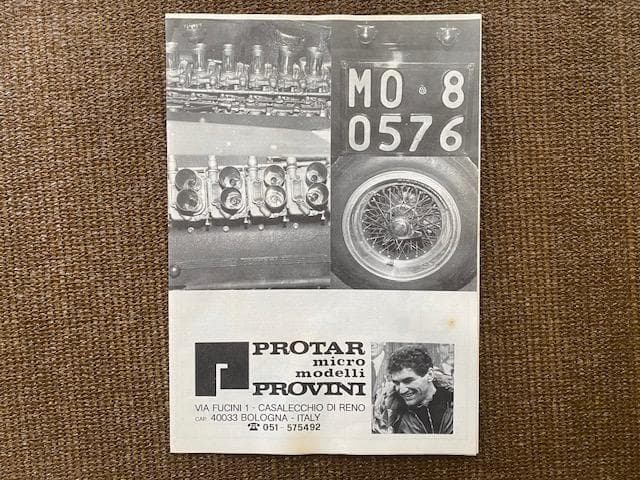 MO 8
0576
PROTAR
micro
modelli
PROVINI
VIA FUCINI 1 - CASALECCHIO DI RENO
CAP. 40033 BOLOGNA - ITALY
☎ 051 - 575492